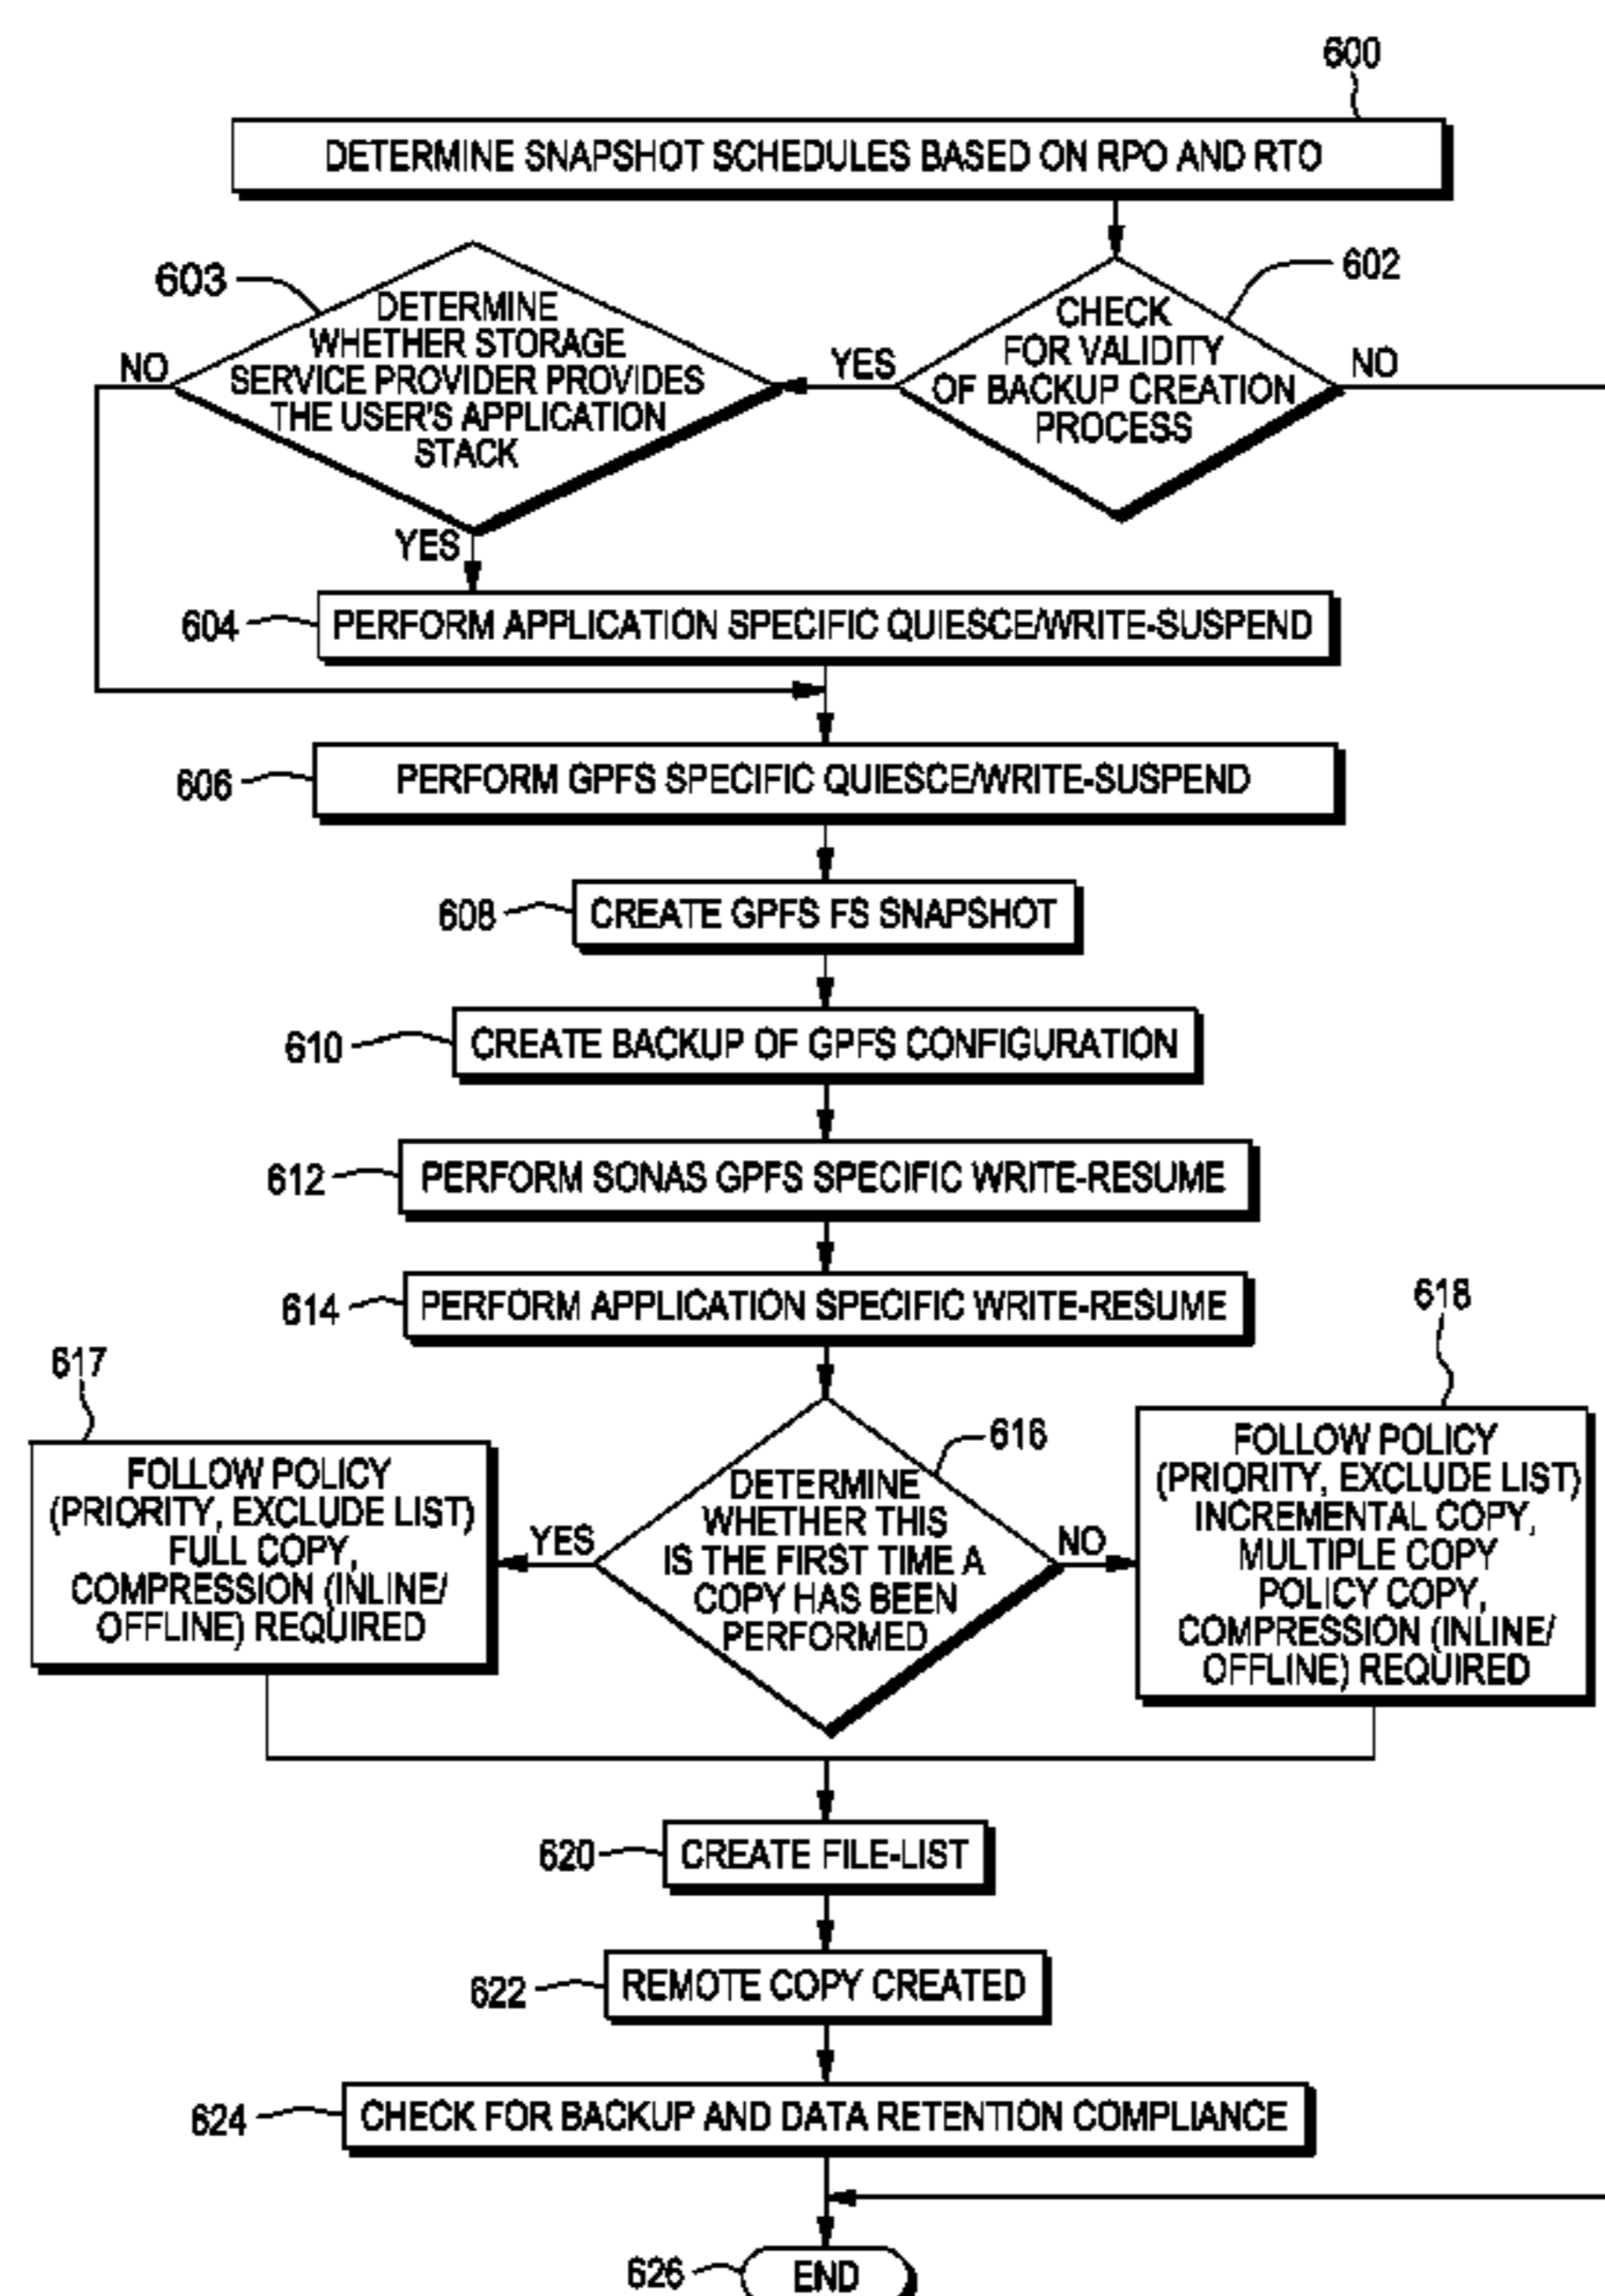 600
DETERMINE SNAPSHOT SCHEDULES BASED ON RPO AND RTO
603
DETERMINE
WHETHER STORAGE
SERVICE PROVIDER PROVIDES
THE USER'S APPLICATION
STACK
NO
YES
602
CHECK
FOR VALIDITY
OF BACKUP CREATION
PROCESS
YES
NO
604
PERFORM APPLICATION SPECIFIC QUIESCE/WRITE-SUSPEND
606
PERFORM GPFS SPECIFIC QUIESCE/WRITE-SUSPEND
608
CREATE GPFS FS SNAPSHOT
610
CREATE BACKUP OF GPFS CONFIGURATION
612
PERFORM SONAS GPFS SPECIFIC WRITE-RESUME
614
PERFORM APPLICATION SPECIFIC WRITE-RESUME
617
FOLLOW POLICY
(PRIORITY, EXCLUDE LIST)
FULL COPY,
COMPRESSION (INLINE/
OFFLINE) REQUIRED
YES
616
DETERMINE
WHETHER THIS
IS THE FIRST TIME A
COPY HAS BEEN
PERFORMED
NO
618
FOLLOW POLICY
(PRIORITY, EXCLUDE LIST)
INCREMENTAL COPY,
MULTIPLE COPY
POLICY COPY,
COMPRESSION (INLINE/
OFFLINE) REQUIRED
620
CREATE FILE-LIST
622
REMOTE COPY CREATED
624
CHECK FOR BACKUP AND DATA RETENTION COMPLIANCE
626
END